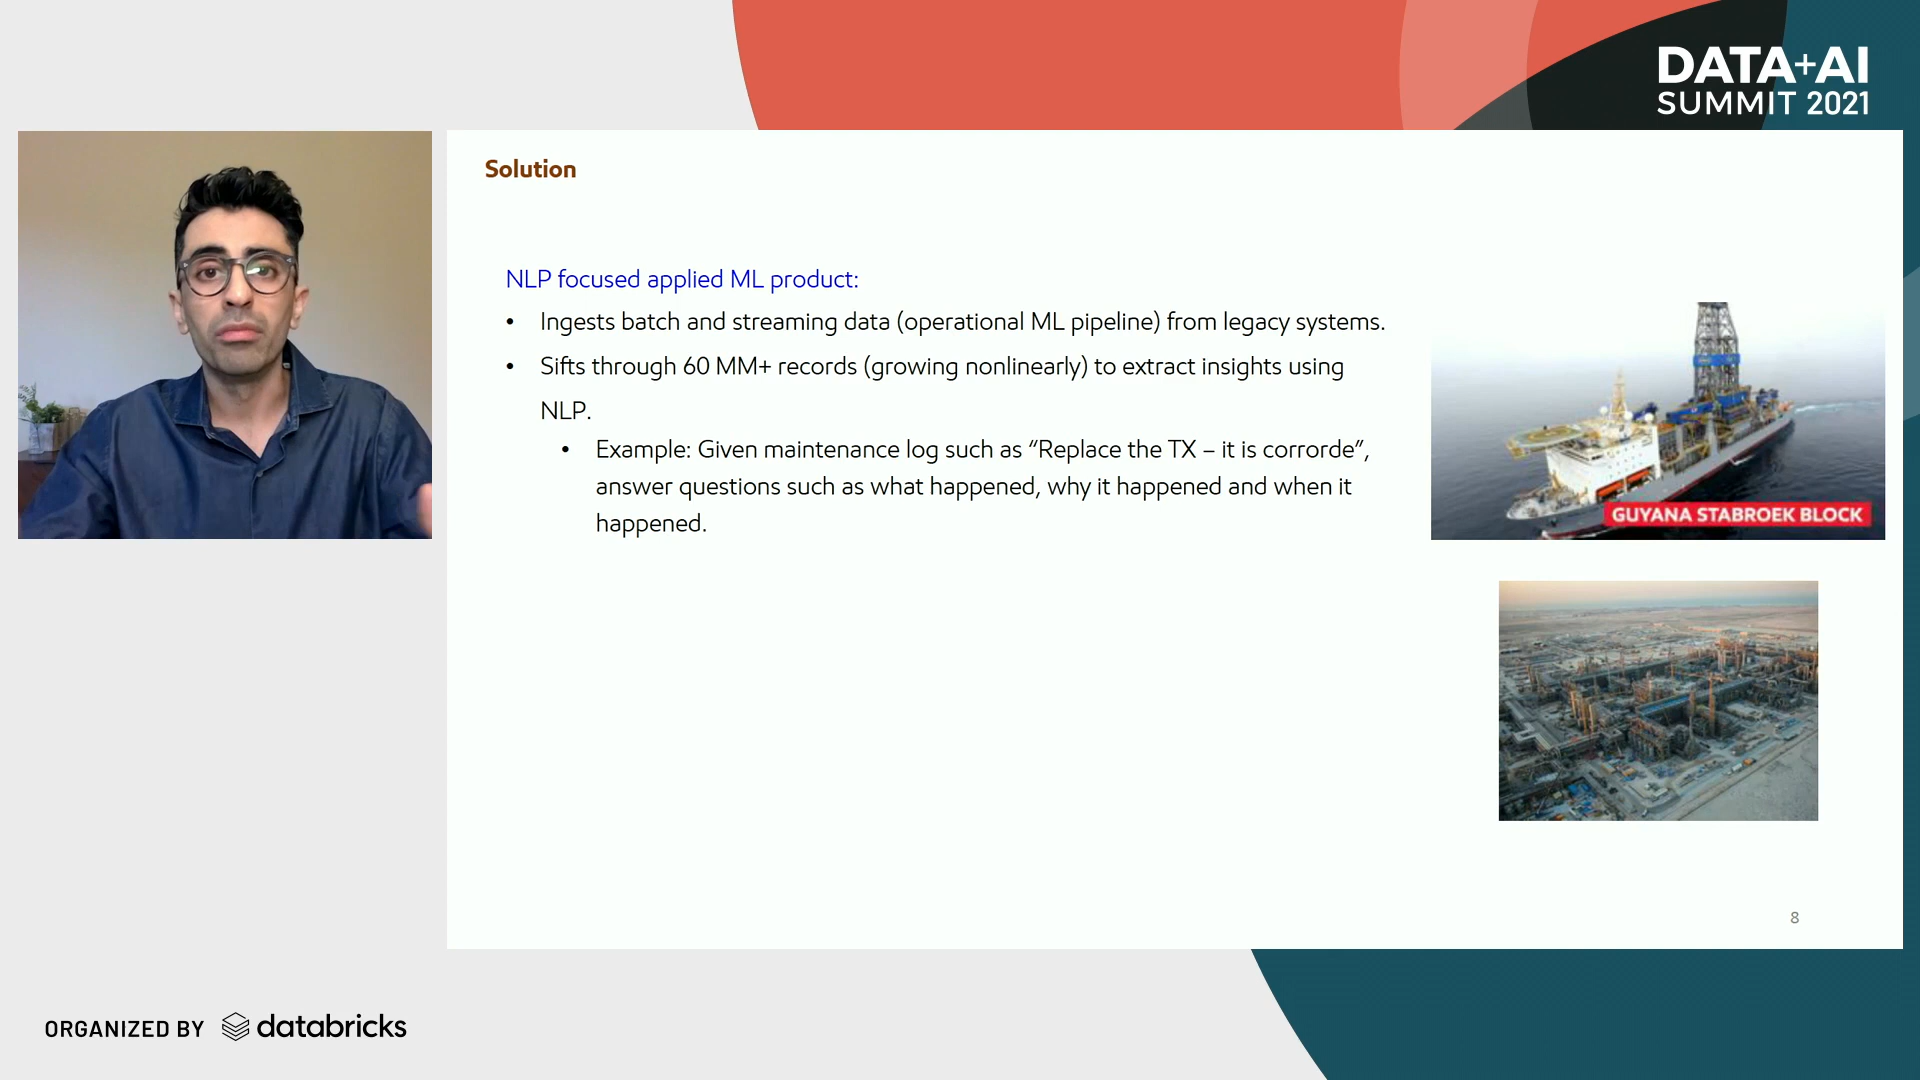 DATA+AI
SUMMIT 2021
Solution
NLP focused applied ML product:
• Ingests batch and streaming data (operational ML pipeline) from legacy systems.
• Sifts through 60 MM+ records (growing nonlinearly) to extract insights using
NLP.
• Example: Given maintenance log such as “Replace the TX – it is corrorde”,
answer questions such as what happened, why it happened and when it
happened.
GUYANA STABROEK BLOCK
8
ORGANIZED BY databricks